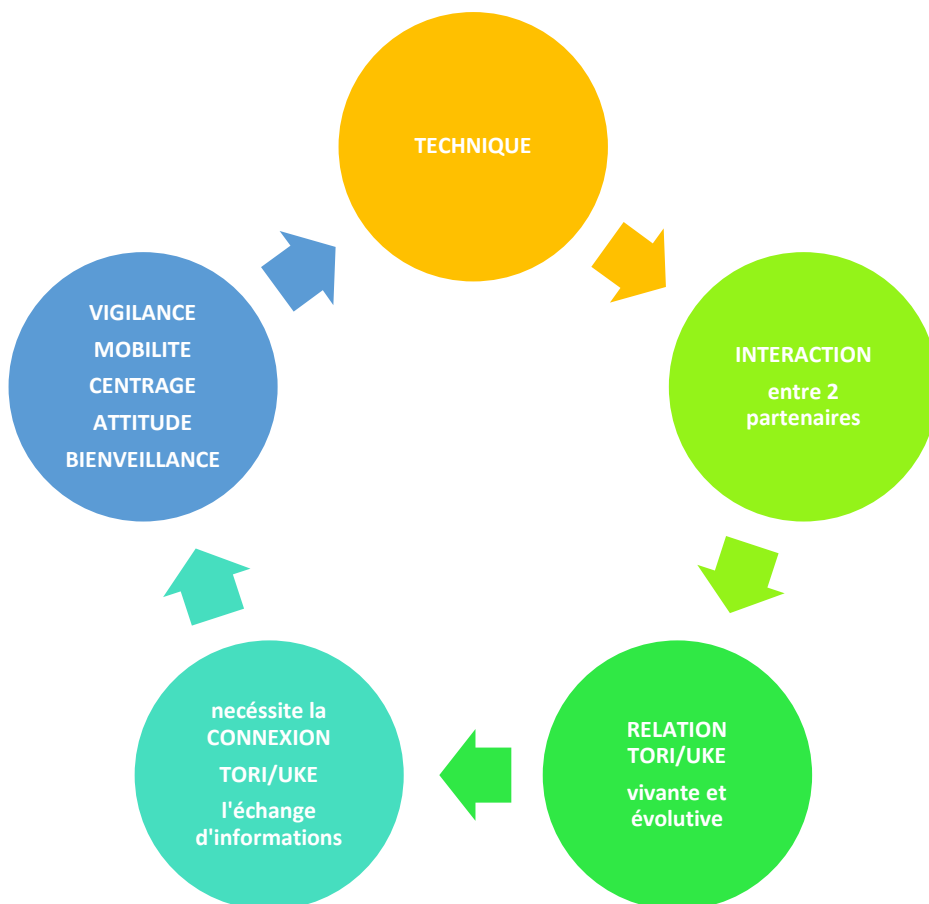 TECHNIQUE
INTERACTION
entre 2
partenaires
RELATION
TORI/UKE
vivante et
évolutive
necéssite la
CONNEXION
TORI/UKE
l'échange
d'informations
VIGILANCE
MOBILITE
CENTRAGE
ATTITUDE
BIENVEILLANCE